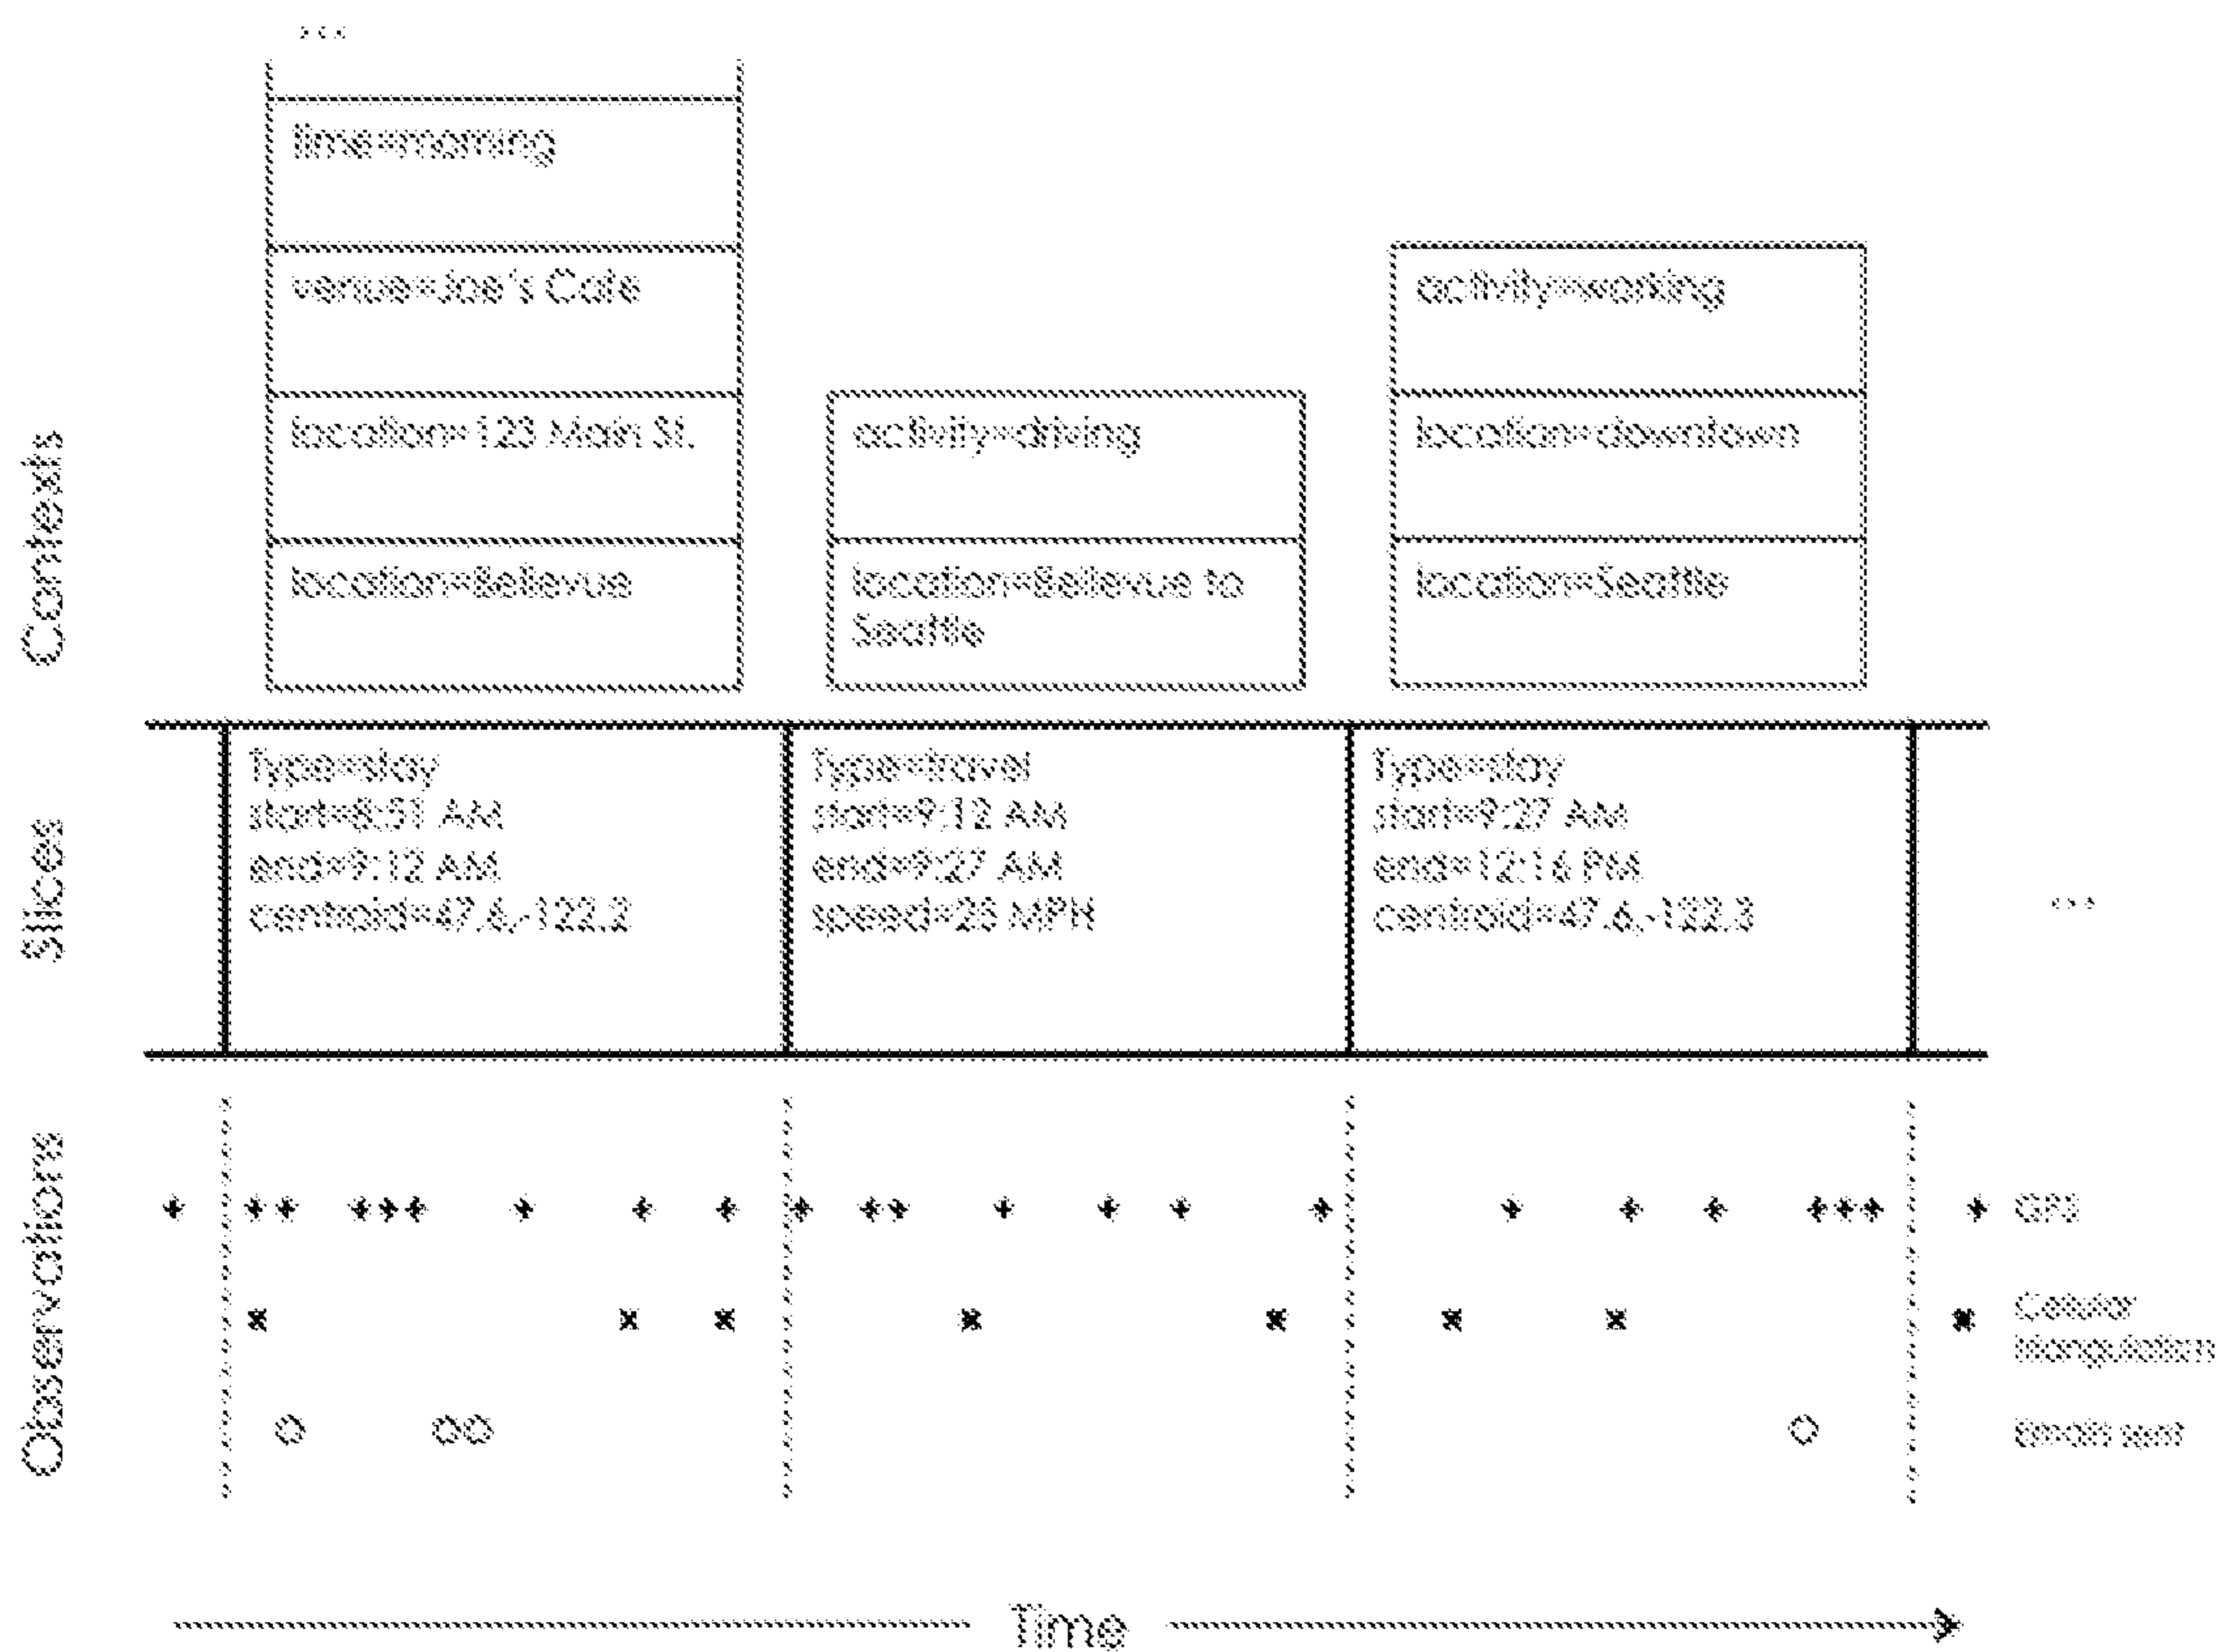 ...
time=morning
venue=Joe's Cafe
location=123 Main St.
location=Bellevue
activity=driving
location=Bellevue to
Seattle
activity=working
location=downtown
location=Seattle
Contexts
Slices
Type=stay
start=8:51 AM
end=9:12 AM
centroid=47.6,-122.2
Type=travel
start=9:12 AM
end=9:27 AM
speed=25 MPH
Type=stay
start=9:27 AM
end=12:16 PM
centroid=47.6,-122.3
...
Observations
GPS
Cellular
triangulation
Emails sent
Time